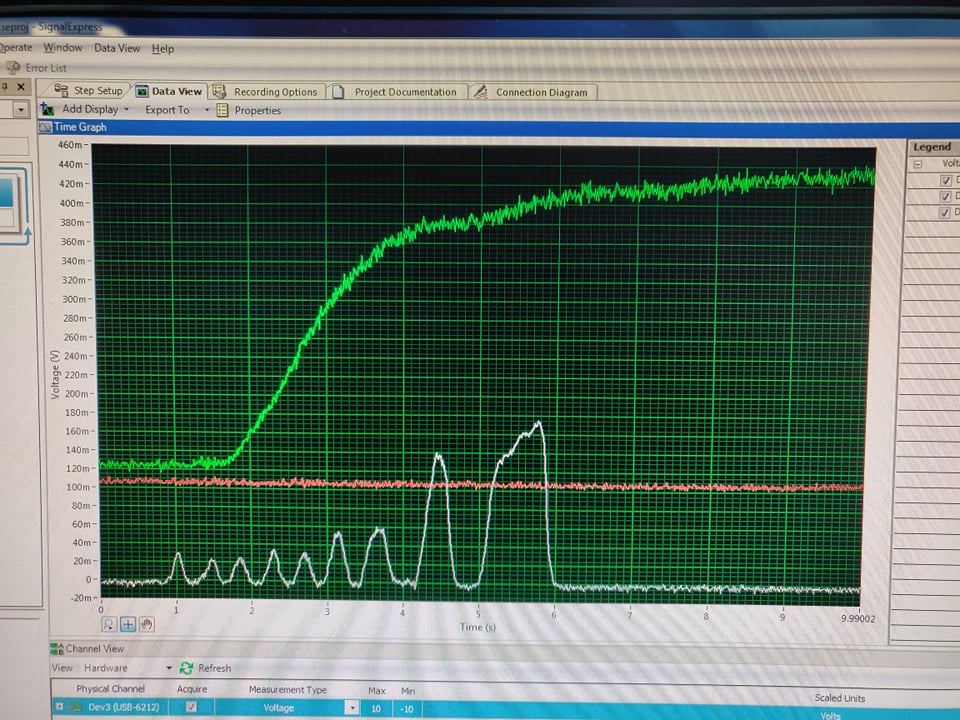 seproj - SignalExpress
Operate Window Data View Help
Error List
Step Setup Data View Recording Options Project Documentation Connection Diagram
Add Display Export To Properties
Time Graph
Legend
460m
440m
420m
400m
380m
360m
340m
320m
300m
280m
260m
240m
220m
200m
180m
160m
140m
120m
100m
80m
60m
40m
20m
0
-20m
Voltage (V)
0 1 2 3 4 5 6 7 8 9 9.99002
Time (s)
Volt
D
D
D
Channel View
View Hardware Refresh
Physical Channel Acquire Measurement Type Max Min Scaled Units
Dev3 (USB-6212) Voltage 10 -10 Volts